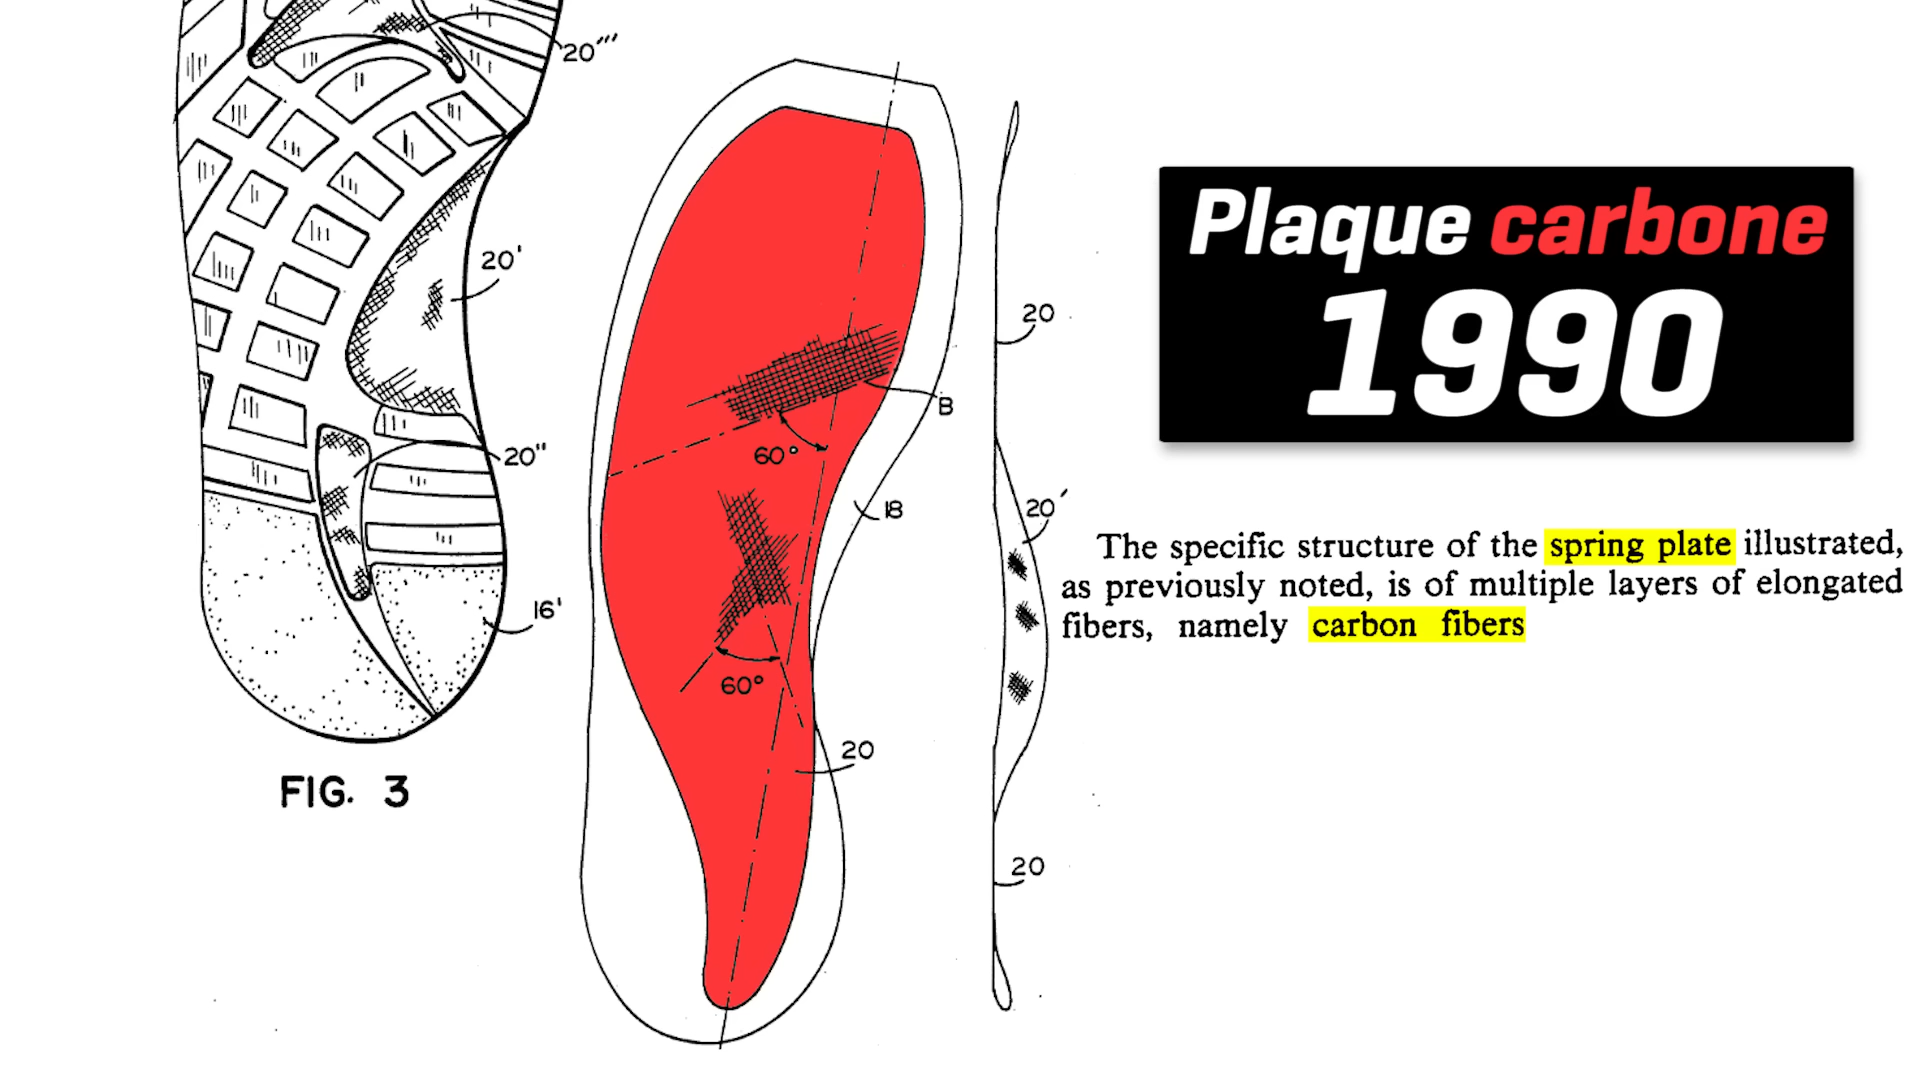 20'''
20'
20"
16'
FIG. 3
B
60°
18
60°
20
20
20'
20
Plaque carbone
1990
The specific structure of the spring plate illustrated,
as previously noted, is of multiple layers of elongated
fibers, namely carbon fibers